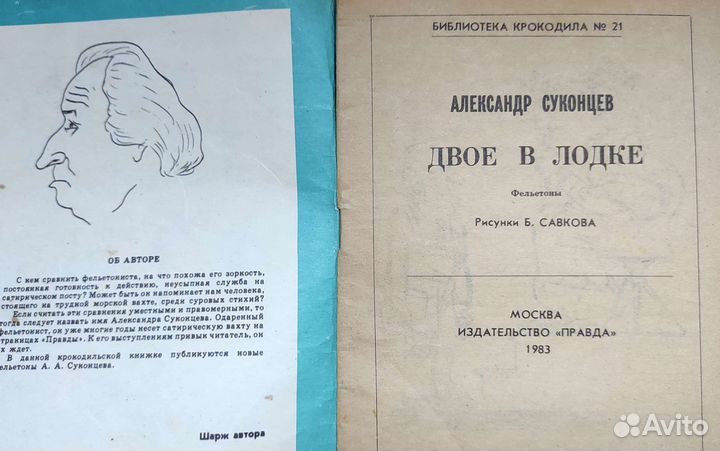 ОБ АВТОРЕ
С кем сравнить фельетониста, на что похожа его зоркость,
постоянная готовность к действию, неусыпная служба на
сатирическом посту? Может быть он напоминает нам человека,
стоящего на трудной морской вахте, среди суровых стихий?
Если считать эти сравнения уместными и правомерными, то
тогда следует назвать имя Александра Суконцева. Одаренный
фельетонист, он уже многие годы несет сатирическую вахту на
страницах «Правды». К его выступлениям привык читатель, он
х ждет.
В данной крокодильской книжке публикуются новые
фельетоны А. А. Суконцева.
Шарж автора
БИБЛИОТЕКА КРОКОДИЛА № 21
АЛЕКСАНДР СУКОНЦЕВ
ДВОЕ В ЛОДКЕ
Фельетоны
Рисунки Б. САВКОВА
МОСКВА
ИЗДАТЕЛЬСТВО «ПРАВДА»
1983
Avito